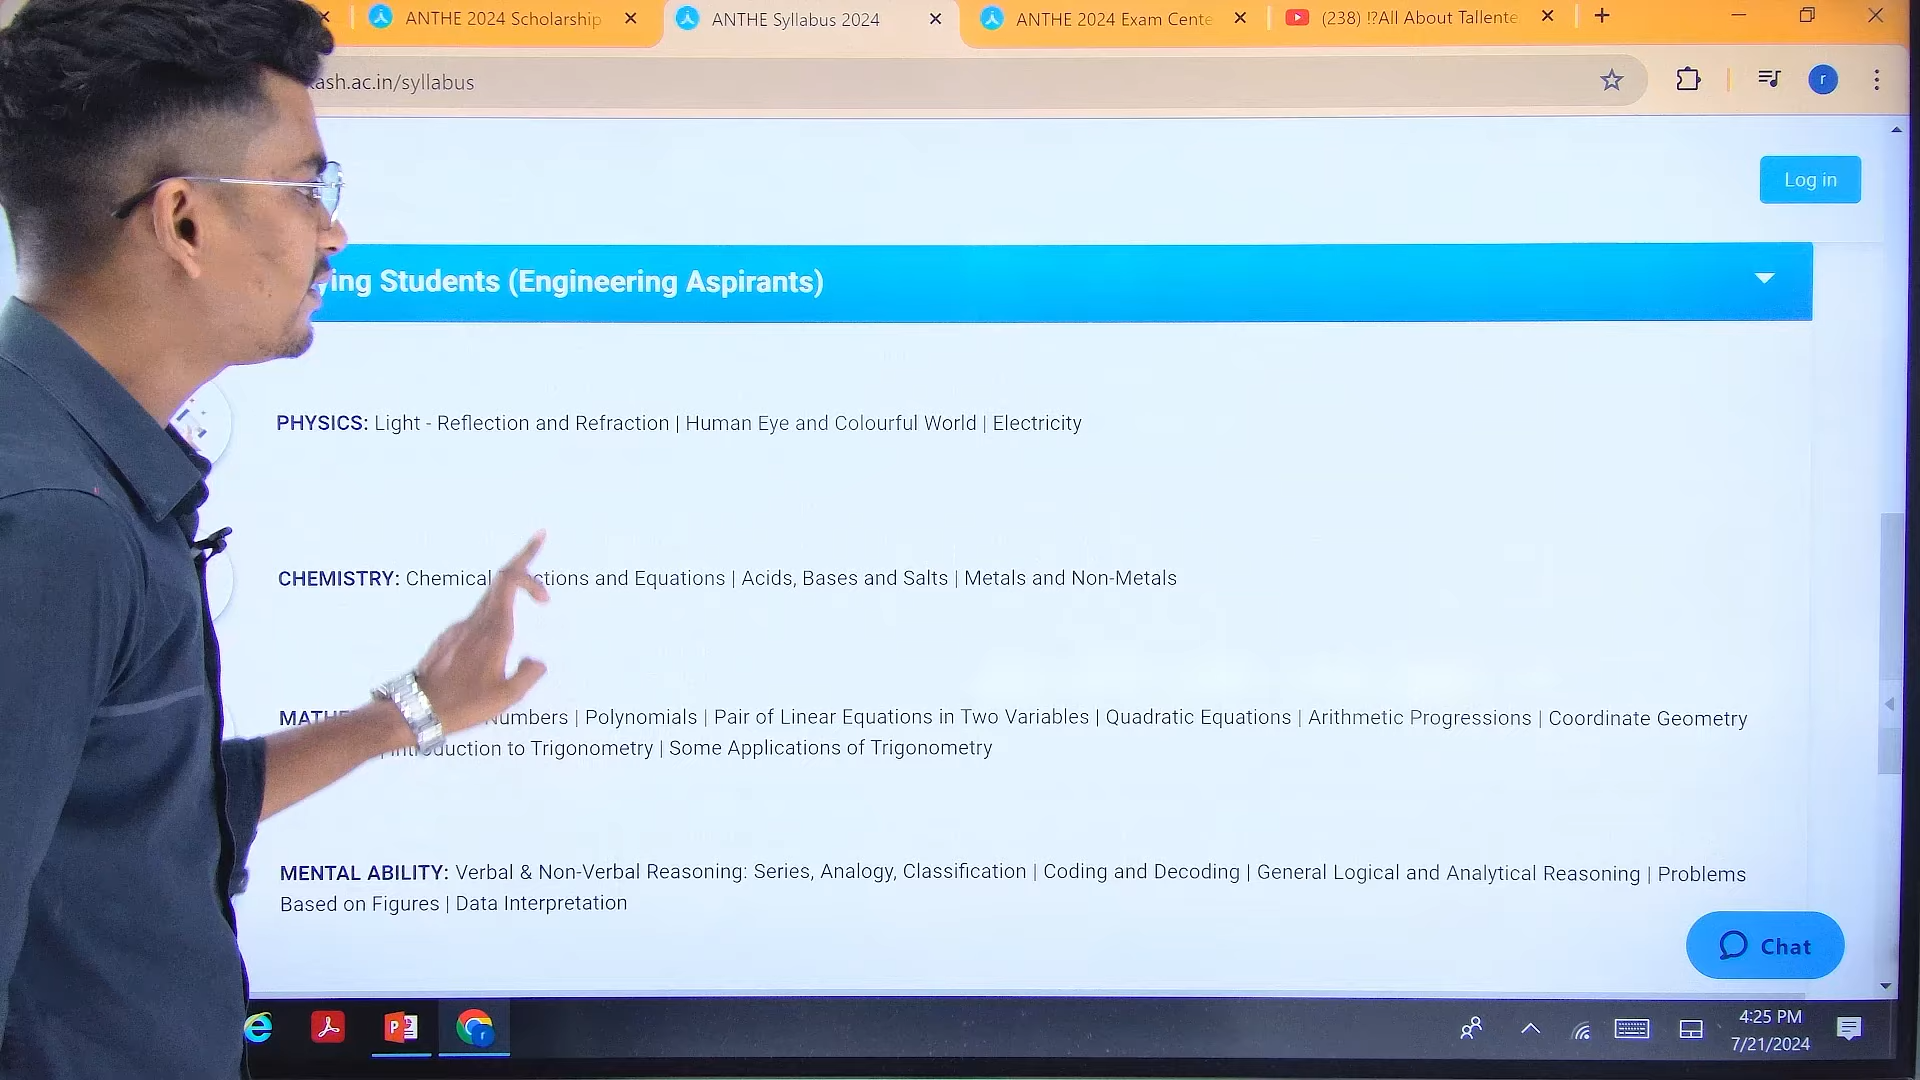 ANTHE 2024 Scholarship
ANTHE Syllabus 2024
ANTHE 2024 Exam Cente
(238) !?All About Tallente
ash.ac.in/syllabus
r
Log in
ying Students (Engineering Aspirants)
PHYSICS: Light - Reflection and Refraction | Human Eye and Colourful World | Electricity
CHEMISTRY: Chemical ctions and Equations | Acids, Bases and Salts | Metals and Non-Metals
MATHE Numbers | Polynomials | Pair of Linear Equations in Two Variables | Quadratic Equations | Arithmetic Progressions | Coordinate Geometry
| Introduction to Trigonometry | Some Applications of Trigonometry
MENTAL ABILITY: Verbal & Non-Verbal Reasoning: Series, Analogy, Classification | Coding and Decoding | General Logical and Analytical Reasoning | Problems
Based on Figures | Data Interpretation
Chat
4:25 PM
7/21/2024